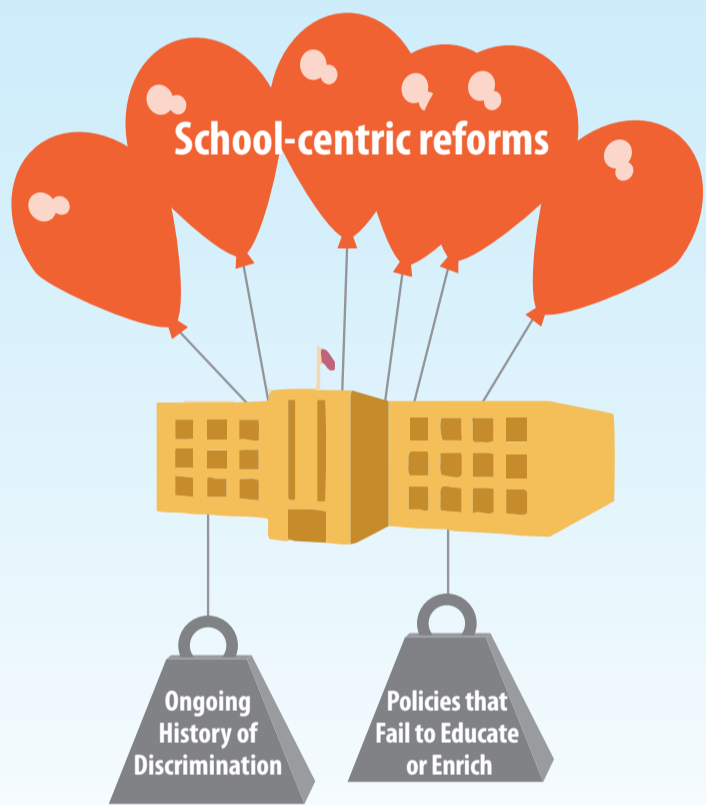 School-centric reforms
Ongoing
History of
Discrimination
Policies that
Fail to Educate
or Enrich